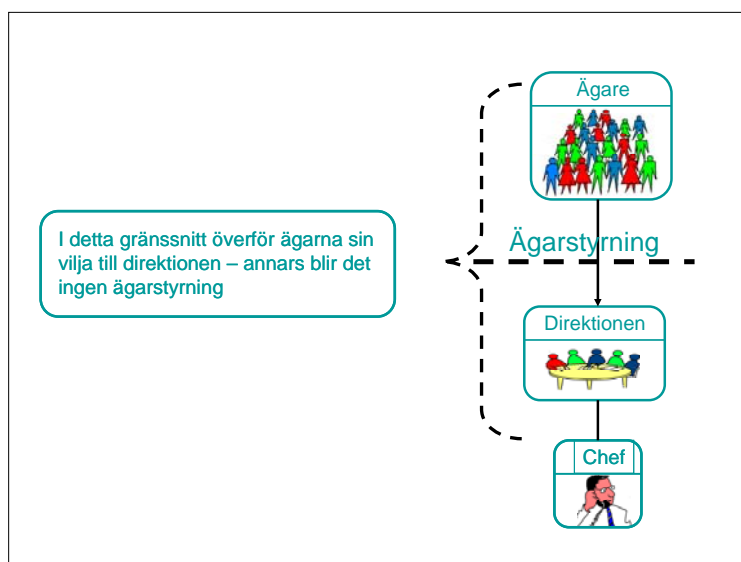 Ägare
I detta gränssnitt överför ägarna sin
vilja till direktionen – annars blir det
ingen ägarstyrning
Ägarstyrning
Direktionen
Chef